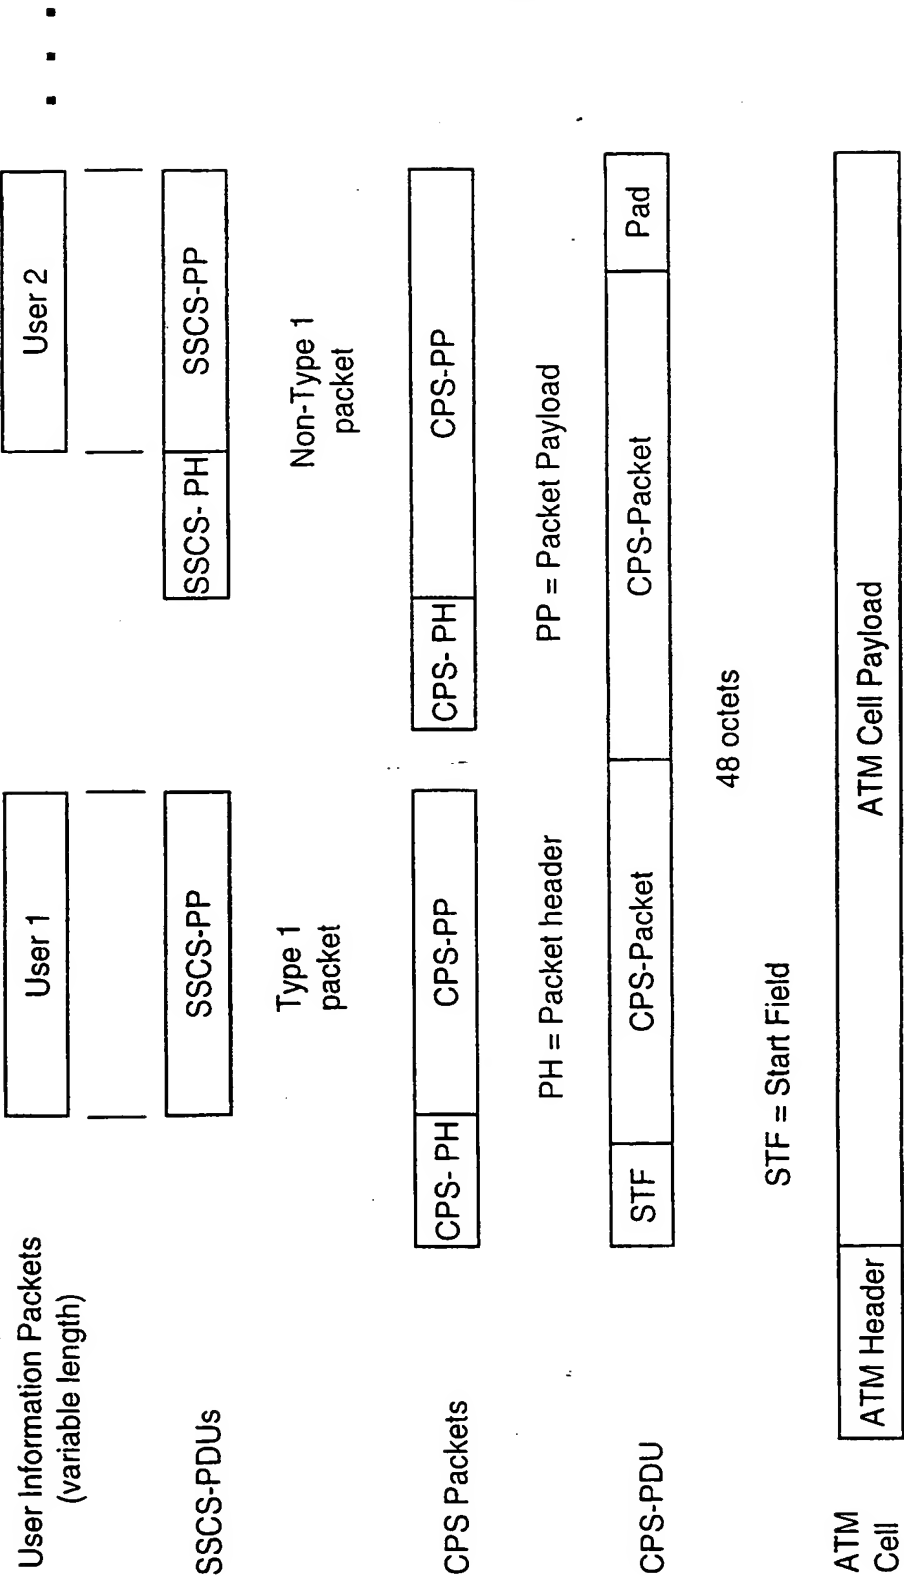 User Information Packets
(variable length)
User 1
User 2
. . .
SSCS-PDUs
SSCS-PP
SSCS- PH
SSCS-PP
Type 1
packet
Non-Type 1
packet
CPS Packets
CPS- PH
CPS-PP
CPS- PH
CPS-PP
PH = Packet header
PP = Packet Payload
CPS-PDU
STF
CPS-Packet
CPS-Packet
Pad
48 octets
STF = Start Field
ATM
Cell
ATM Header
ATM Cell Payload